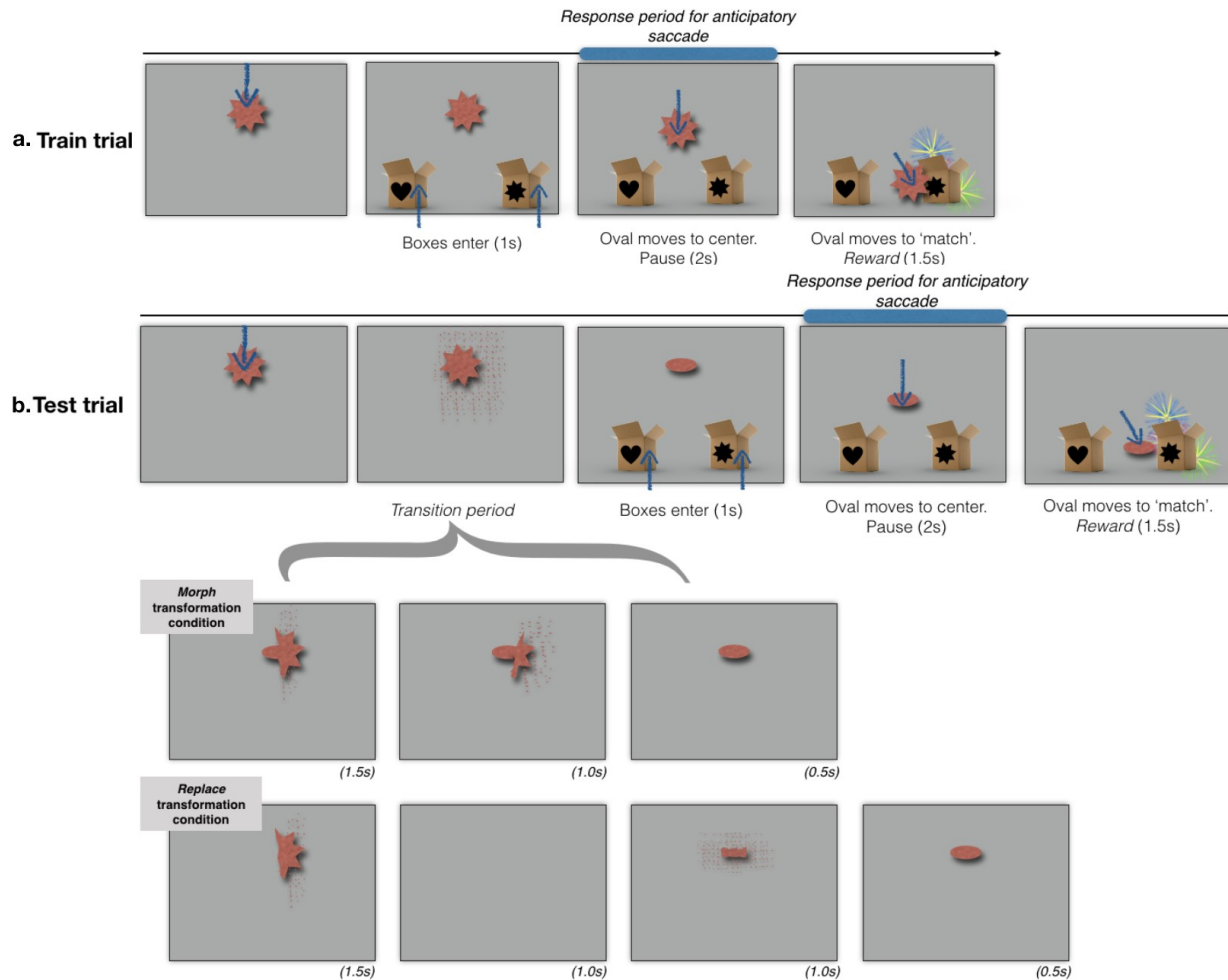 Response period for anticipatory
saccade
a. Train trial
Boxes enter (1s)
Oval moves to center.
Pause (2s)
Oval moves to ‘match’.
Reward (1.5s)
Response period for anticipatory
saccade
b. Test trial
Transition period
Boxes enter (1s)
Oval moves to center.
Pause (2s)
Oval moves to ‘match’.
Reward (1.5s)
Morph
transformation
condition
(1.5s)
(1.0s)
(0.5s)
Replace
transformation
condition
(1.5s)
(1.0s)
(1.0s)
(0.5s)